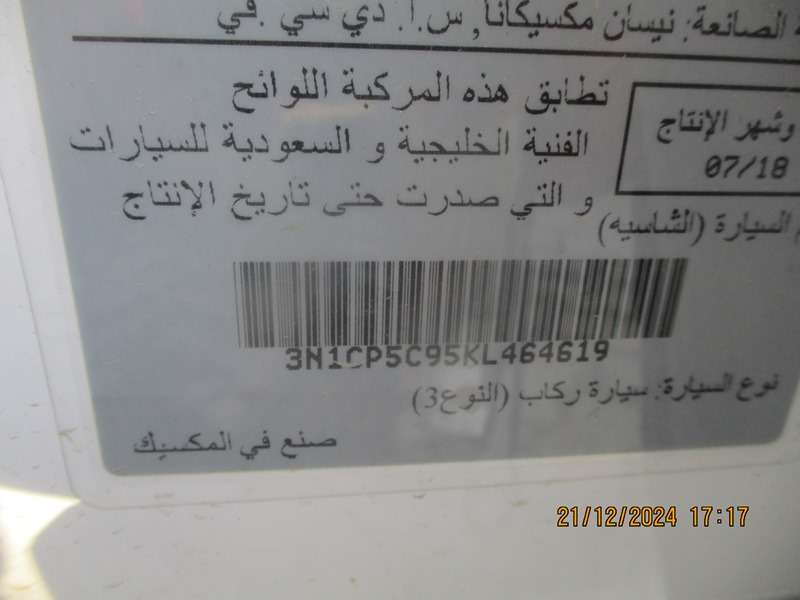 الصانعة: نيسان مكسيكانا, س.ا. دي سي .في
تطابق هذه المركبة اللوائح
الفنية الخليجية و السعودية للسيارات
و التي صدرت حتى تاريخ الإنتاج
وشهر الإنتاج
07/18
السيارة (الشاسيه)
3N1CP5C95KL464619
نوع السيارة: سيارة ركاب (النوع3)
صنع في المكسيك
21/12/2024 17:17